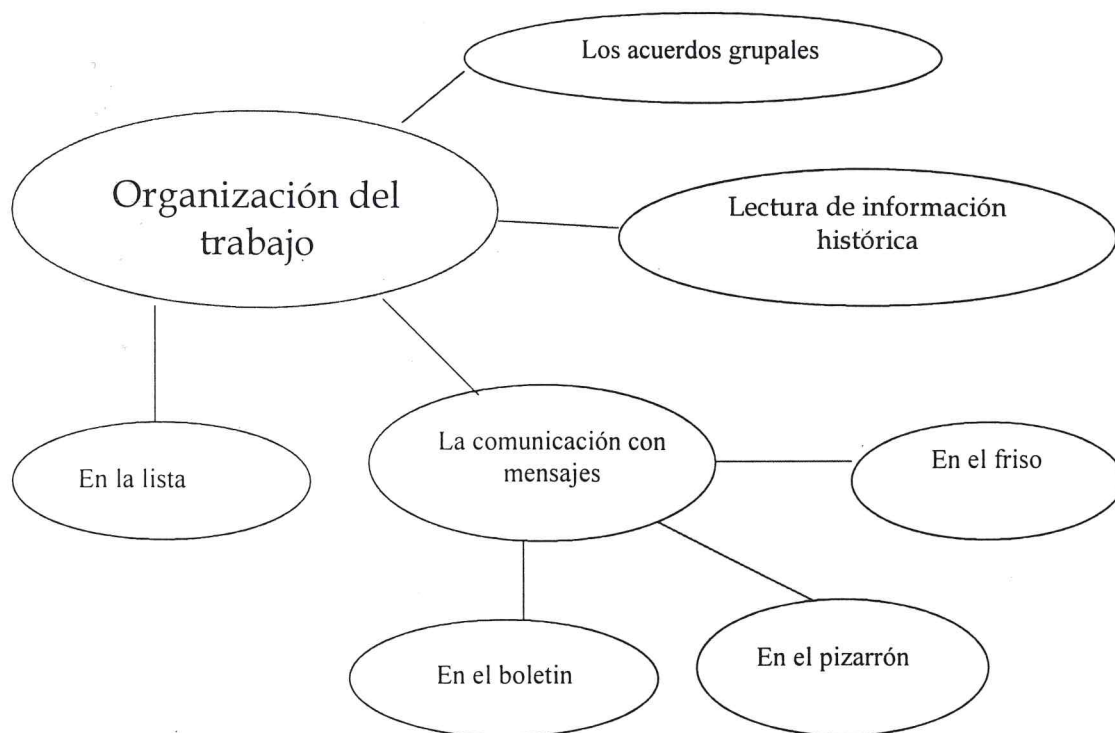 Los acuerdos grupales
Organización del
trabajo
Lectura de información
histórica
La comunicación con
mensajes
En el friso
En la lista
En el boletin
En el pizarrón